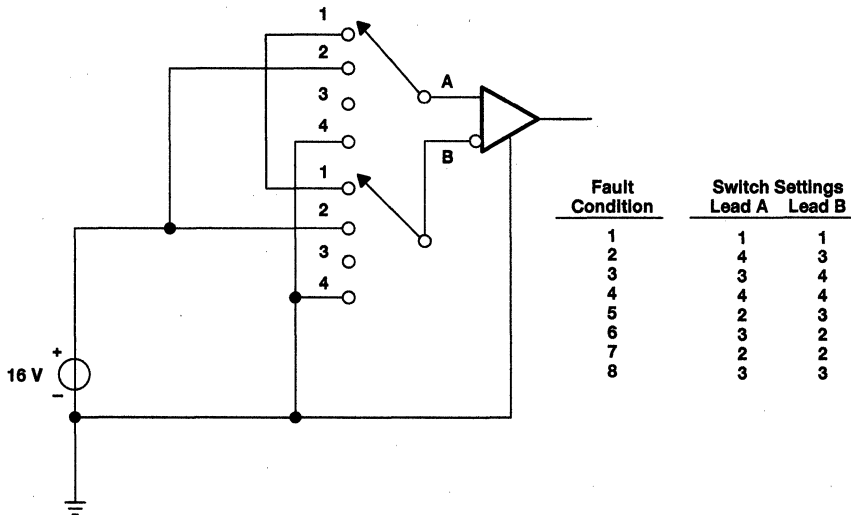 1
2
3
4
A
B
1
2
3
4
+
16 V
−
Fault Condition
Switch Settings
Lead A Lead B
1 1 1
2 4 3
3 3 4
4 4 4
5 2 3
6 3 2
7 2 2
8 3 3